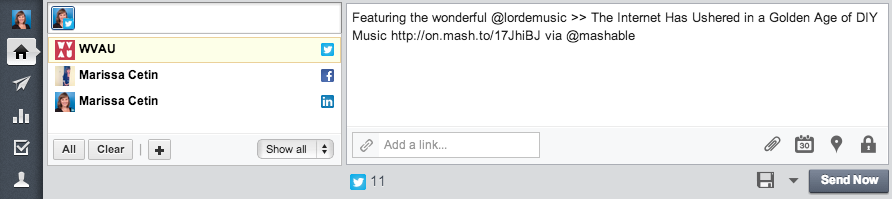 WVAU
Marissa Cetin
Marissa Cetin
All
Clear
Show all
Featuring the wonderful @lordemusic >> The Internet Has Ushered in a Golden Age of DIY
Music http://on.mash.to/17JhiBJ via @mashable
Add a link...
30
11
Send Now